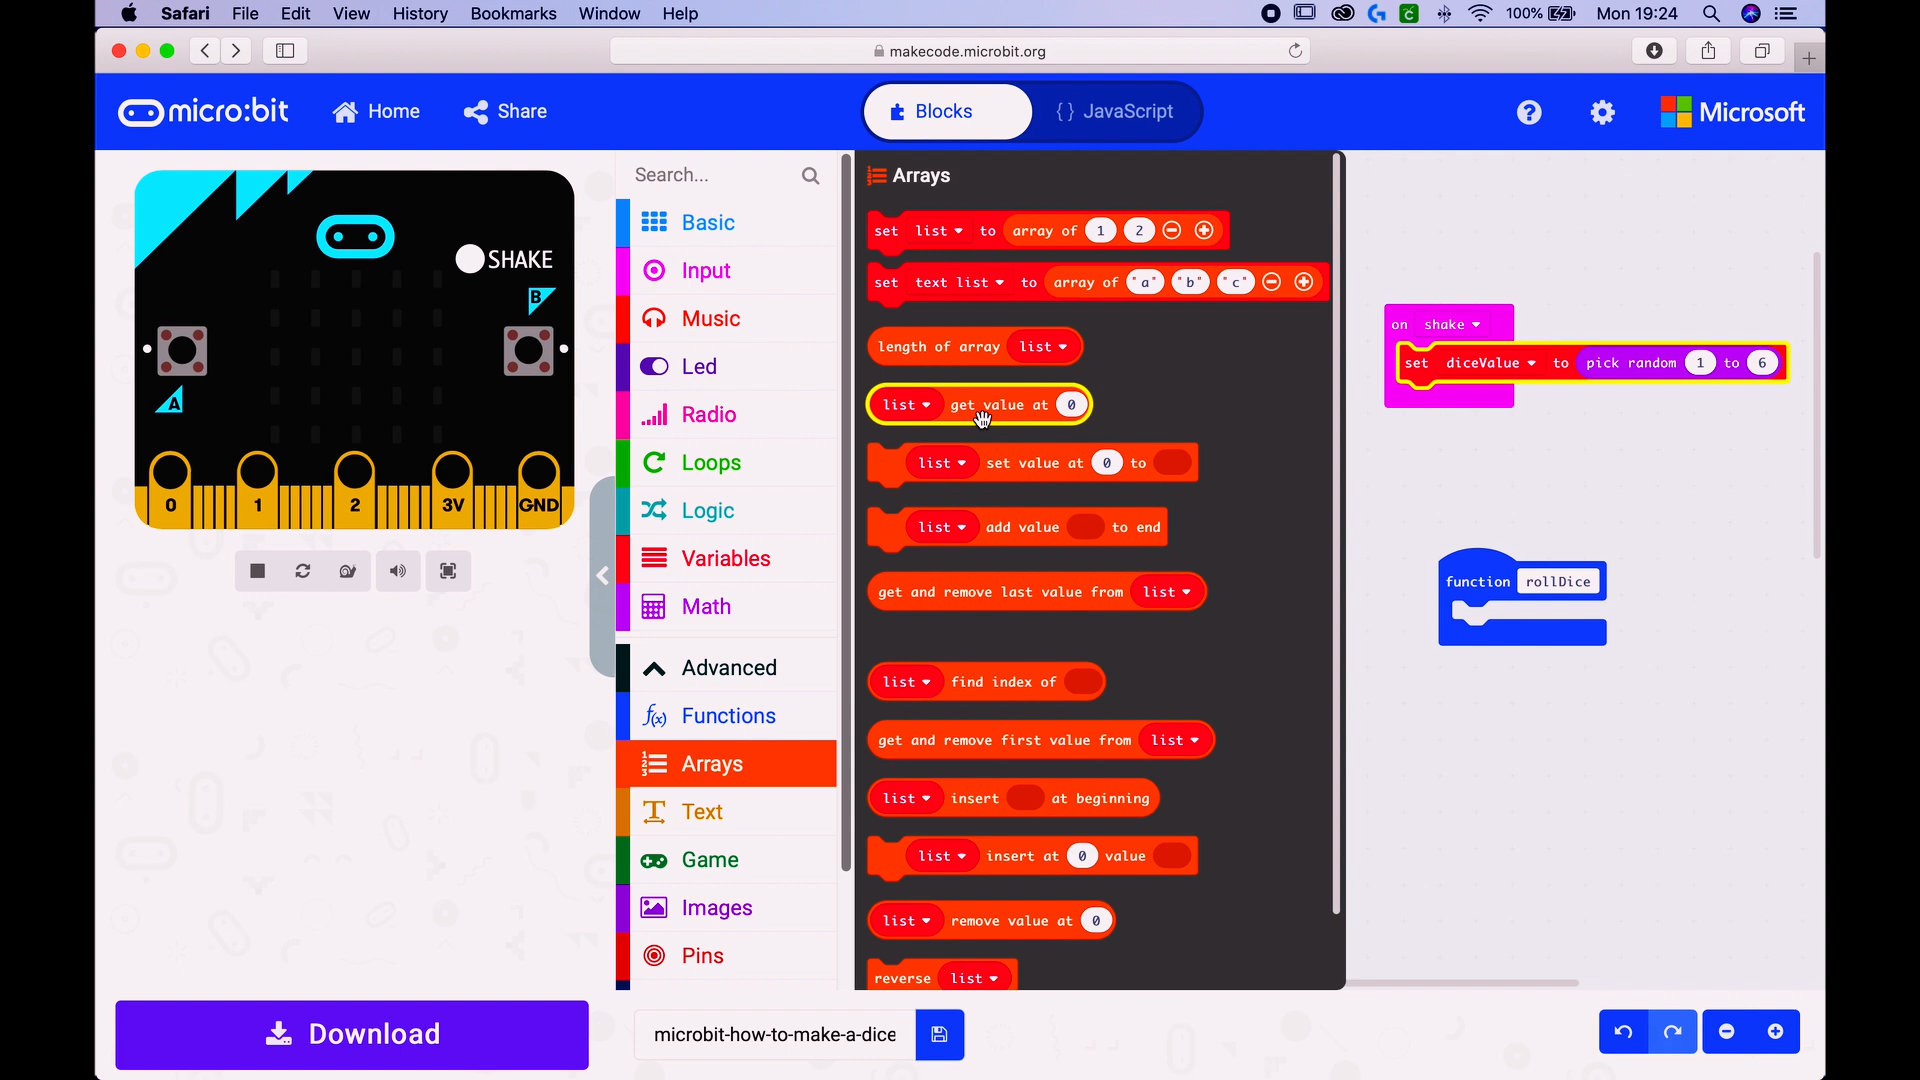 Safari File Edit View History Bookmarks Window Help 100% Mon 19:24
makecode.microbit.org
micro:bit Home Share Blocks { } JavaScript ? Microsoft
SHAKE
B
A
0 1 2 3V GND
Search...
Basic
Input
Music
Led
Radio
Loops
Logic
Variables
Math
Advanced
Functions
Arrays
Text
Game
Images
Pins
Arrays
set list to array of 1 2
set text list to array of "a" "b" "c"
length of array list
list get value at 0
list set value at 0 to
list add value to end
get and remove last value from list
list find index of
get and remove first value from list
list insert at beginning
list insert at 0 value
list remove value at 0
reverse list
on shake
set diceValue to pick random 1 to 6
function rollDice
Download
microbit-how-to-make-a-dice